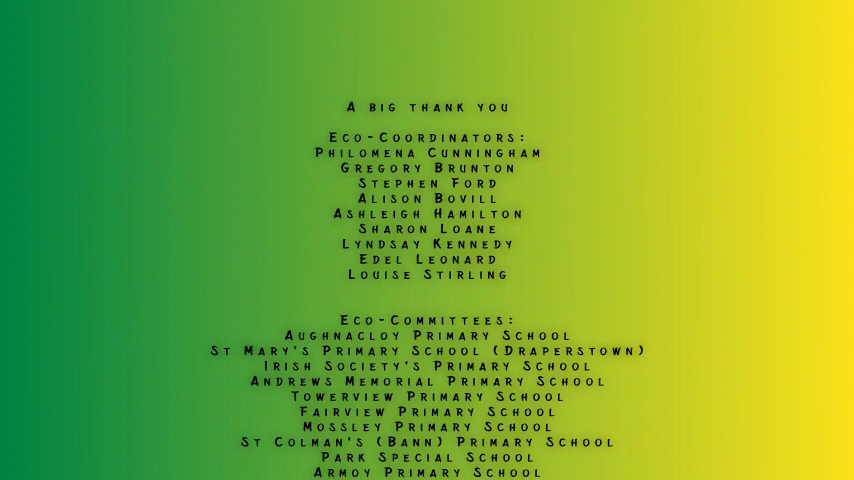 A big thank you
Eco-Coordinators:
Philomena Cunningham
Gregory Brunton
Stephen Ford
Alison Bovill
Ashleigh Hamilton
Sharon Loane
Lyndsay Kennedy
Edel Leonard
Louise Stirling
Eco-Committees:
Aughnacloy Primary School
St Mary's Primary School (Draperstown)
Irish Society's Primary School
Andrews Memorial Primary School
Towerview Primary School
Fairview Primary School
Mossley Primary School
St Colman's (Bann) Primary School
Park Special School
Armoy Primary School